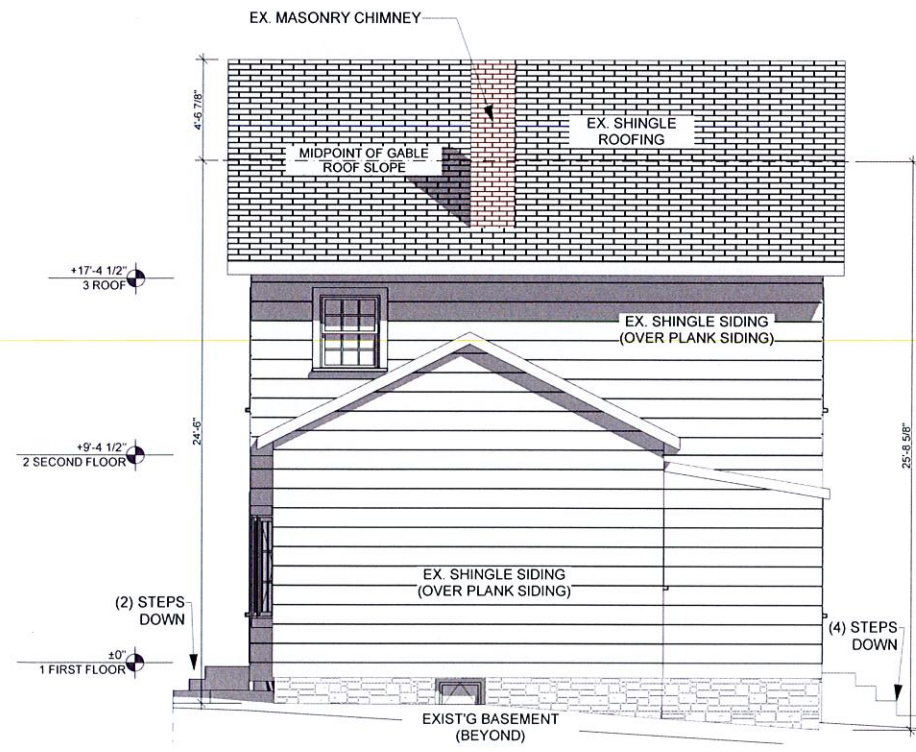 EX. MASONRY CHIMNEY
4'-6 7/8"
EX. SHINGLE
ROOFING
MIDPOINT OF GABLE
ROOF SLOPE
+17'-4 1/2"
3 ROOF
EX. SHINGLE SIDING
(OVER PLANK SIDING)
24'-6"
+9'-4 1/2"
2 SECOND FLOOR
25'-8 5/8"
EX. SHINGLE SIDING
(OVER PLANK SIDING)
(2) STEPS
DOWN
(4) STEPS
DOWN
±0"
1 FIRST FLOOR
EXIST'G BASEMENT
(BEYOND)